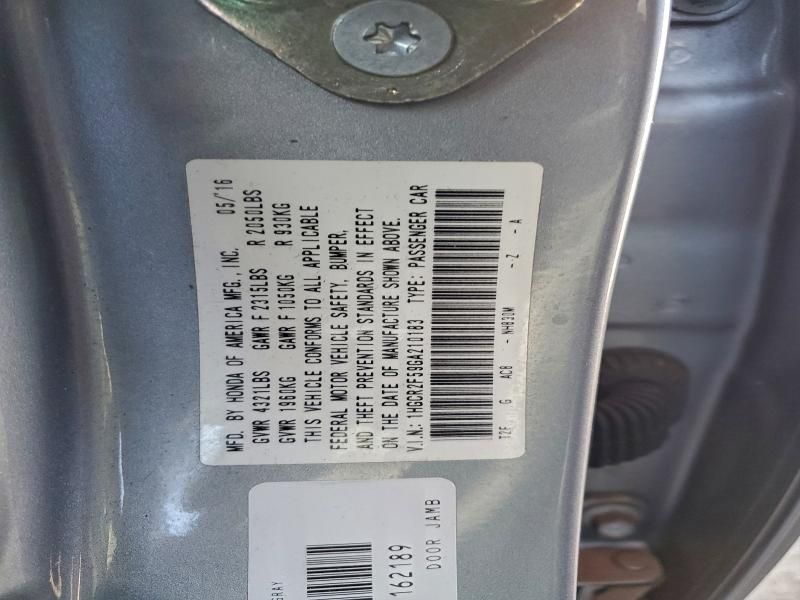 MFD. BY HONDA OF AMERICA MFG., INC. 05/'16
GVWR 4321LBS GAWR F 2315LBS R 2050LBS
GVWR 1960KG GAWR F 1050KG R 930KG
THIS VEHICLE CONFORMS TO ALL APPLICABLE
FEDERAL MOTOR VEHICLE SAFETY, BUMPER,
AND THEFT PREVENTION STANDARDS IN EFFECT
ON THE DATE OF MANUFACTURE SHOWN ABOVE.
V.I.N.: 1HGCR2F59GA210183 TYPE: PASSENGER CAR
T2F G AC8 - NH830M - Z - A
GRAY
162189
DOOR JAMB